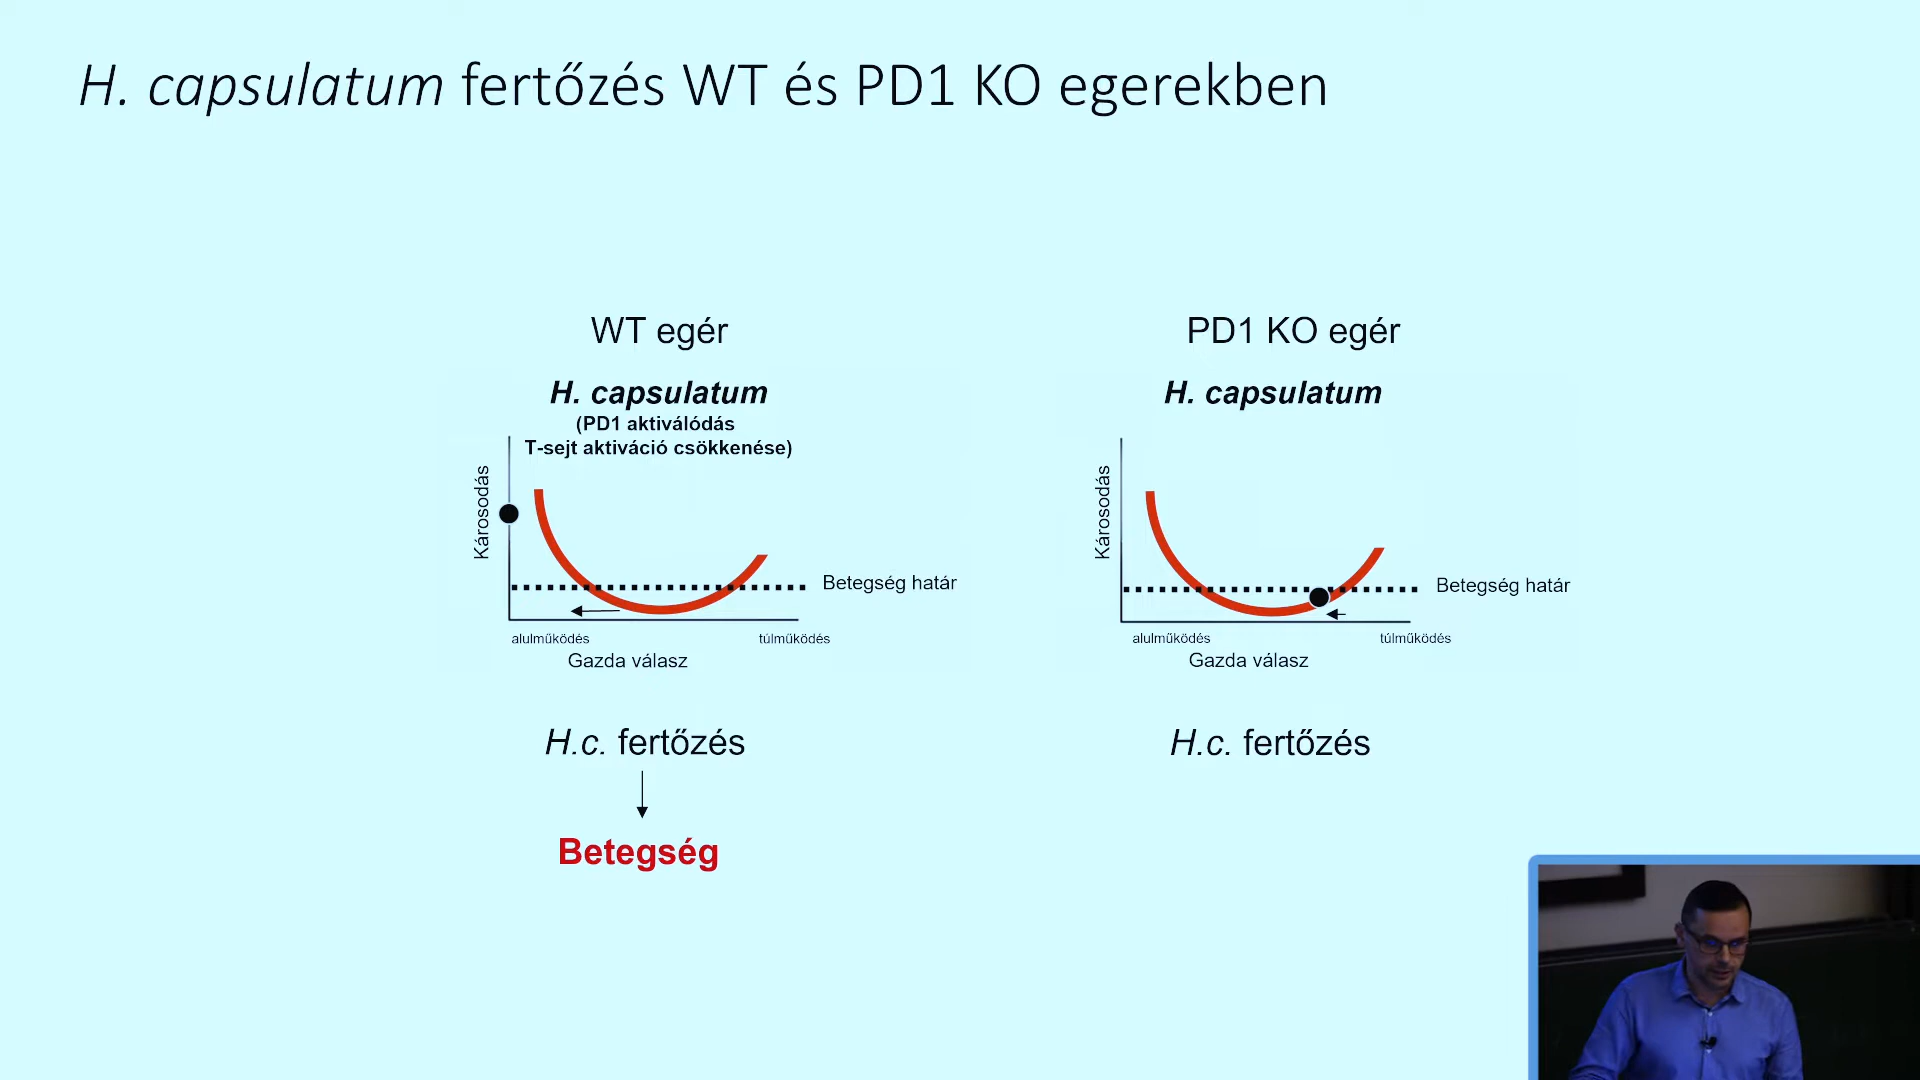 H. capsulatum fertőzés WT és PD1 KO egerekben
WT egér
H. capsulatum
(PD1 aktiválódás
T-sejt aktiváció csökkenése)
Károsodás
Betegség határ
alulműködés
túlműködés
Gazda válasz
H.c. fertőzés
Betegség
PD1 KO egér
H. capsulatum
Károsodás
Betegség határ
alulműködés
túlműködés
Gazda válasz
H.c. fertőzés